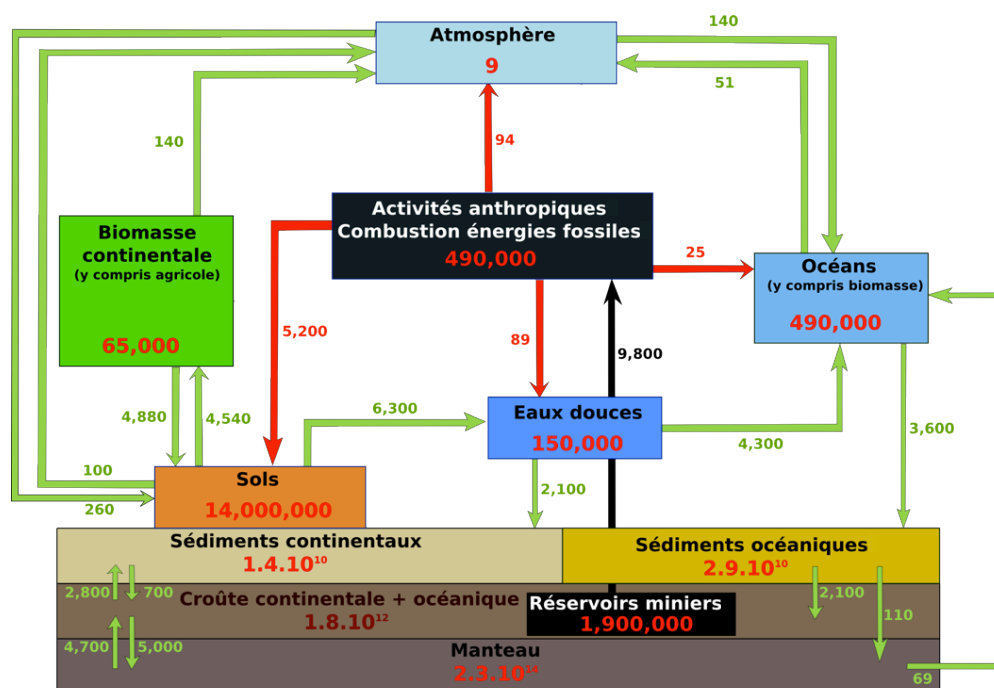 140
Atmosphère
9
51
140
94
Activités anthropiques
Combustion énergies fossiles
490,000
Biomasse
continentale
(y compris agricole)
65,000
25
Océans
(y compris biomasse)
490,000
5,200
89
9,800
4,880
4,540
6,300
Eaux douces
150,000
4,300
3,600
100
260
Sols
14,000,000
2,100
Sédiments continentaux
1.4.10¹⁰
Sédiments océaniques
2.9.10¹⁰
2,800
700
Croûte continentale + océanique
1.8.10¹²
Réservoirs miniers
1,900,000
2,100
110
4,700
5,000
Manteau
2.3.10¹⁴
69